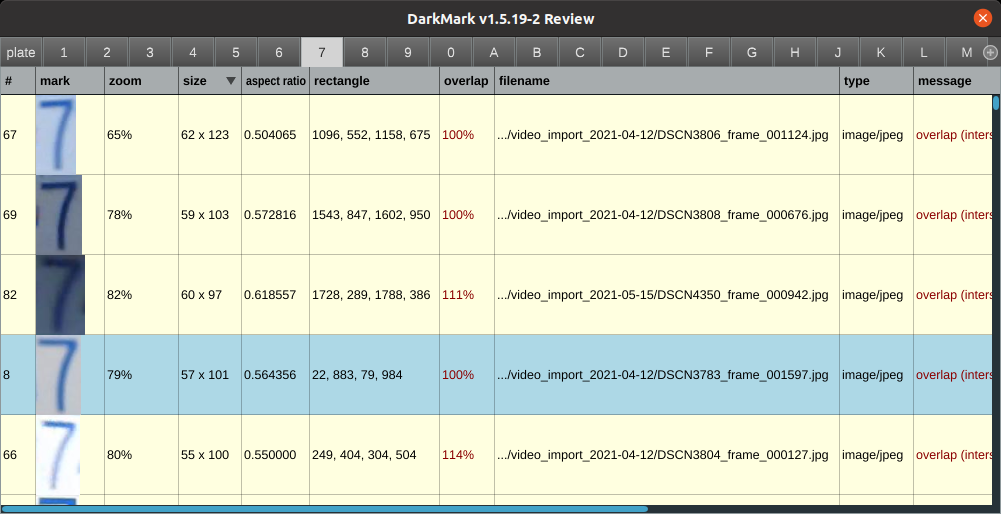 DarkMark v1.5.19-2 Review
plate 1 2 3 4 5 6 7 8 9 0 A B C D E F G H J K L M
# mark zoom size aspect ratio rectangle overlap filename type message
67 7 65% 62 x 123 0.504065 1096, 552, 1158, 675 100% .../video_import_2021-04-12/DSCN3806_frame_001124.jpg image/jpeg overlap (inters
69 7 78% 59 x 103 0.572816 1543, 847, 1602, 950 100% .../video_import_2021-04-12/DSCN3808_frame_000676.jpg image/jpeg overlap (inters
82 7 82% 60 x 97 0.618557 1728, 289, 1788, 386 111% .../video_import_2021-05-15/DSCN4350_frame_000942.jpg image/jpeg overlap (inters
8 7 79% 57 x 101 0.564356 22, 883, 79, 984 100% .../video_import_2021-04-12/DSCN3783_frame_001597.jpg image/jpeg overlap (inters
66 7 80% 55 x 100 0.550000 249, 404, 304, 504 114% .../video_import_2021-04-12/DSCN3804_frame_000127.jpg image/jpeg overlap (inters